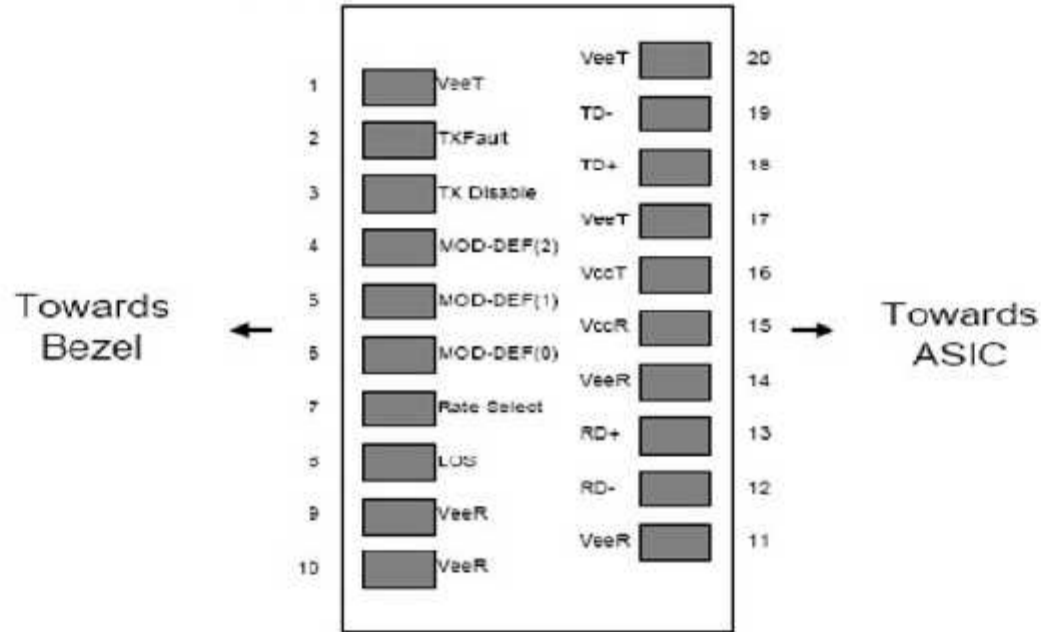 VeeT 20
1 VeeT
TD- 19
2 TXFault
TD+ 18
3 TX Disable
VeeT 17
4 MOD-DEF(2)
VccT 16
5 MOD-DEF(1)
Towards Bezel
VccR 15
Towards ASIC
6 MOD-DEF(0)
VeeR 14
7 Rate Select
RD+ 13
8 LOS
RD- 12
9 VeeR
VeeR 11
10 VeeR